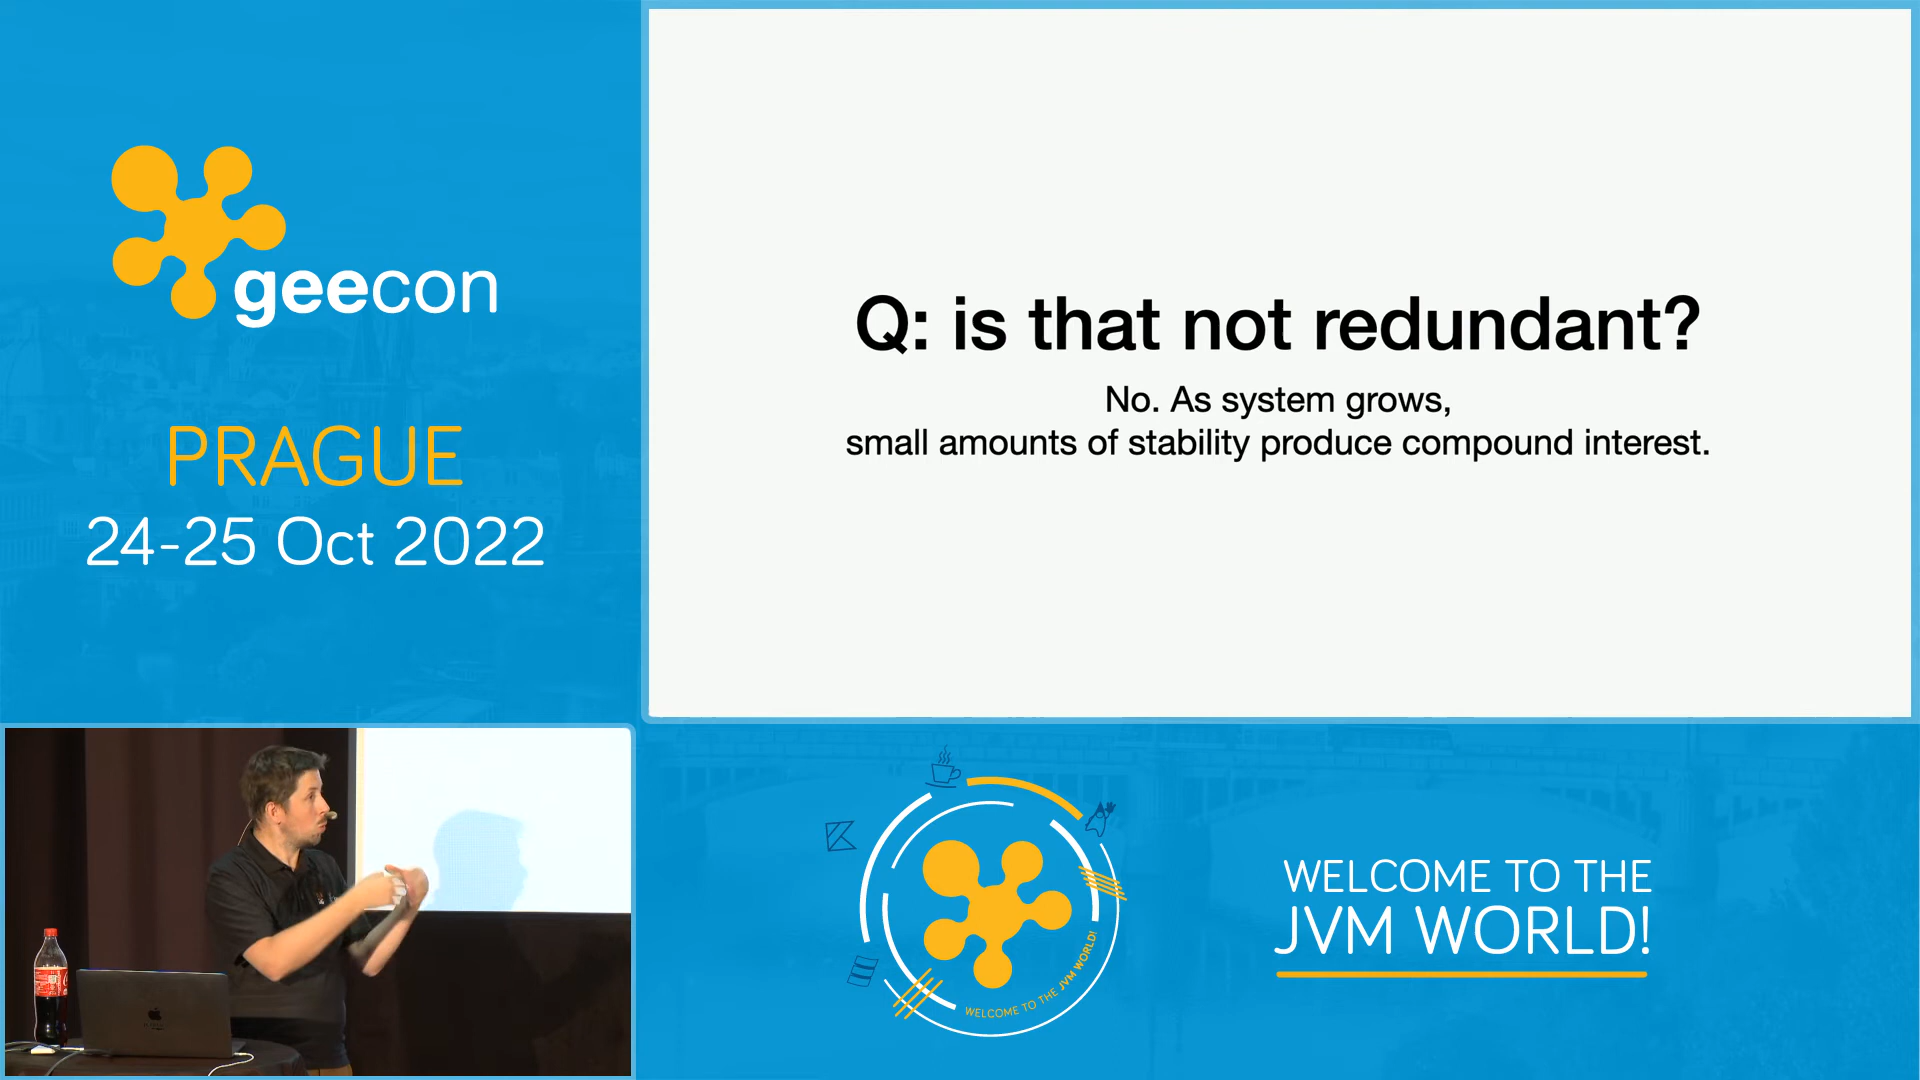 geecon
PRAGUE
24-25 Oct 2022
Q: is that not redundant?
No. As system grows,
small amounts of stability produce compound interest.
WELCOME TO THE JVM WORLD!
WELCOME TO THE
JVM WORLD!